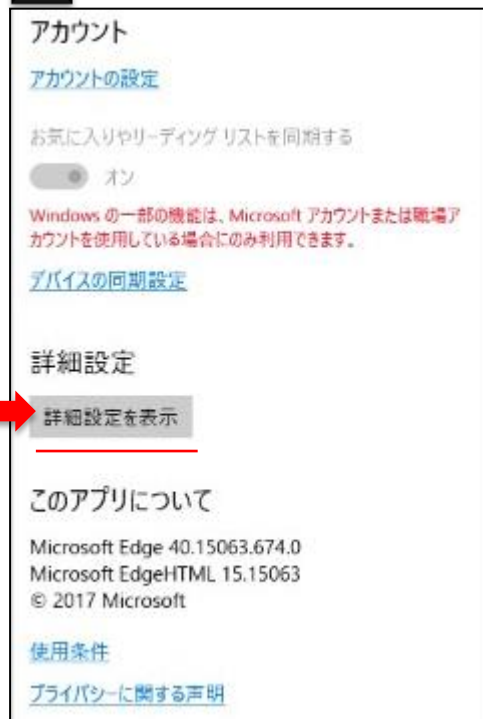 アカウント
アカウントの設定
お気に入りやリーディング リストを同期する
オン
Windows の一部の機能は、Microsoft アカウントまたは職場ア
カウントを使用している場合にのみ利用できます。
デバイスの同期設定
詳細設定
詳細設定を表示
このアプリについて
Microsoft Edge 40.15063.674.0
Microsoft EdgeHTML 15.15063
© 2017 Microsoft
使用条件
プライバシーに関する声明